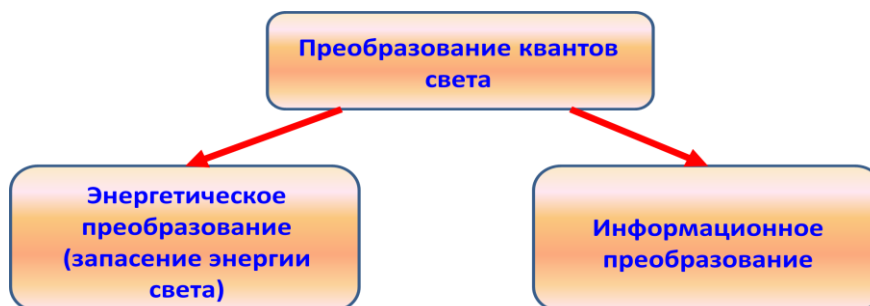 Преобразование квантов
света
Энергетическое
преобразование
(запасение энергии
света)
Информационное
преобразование